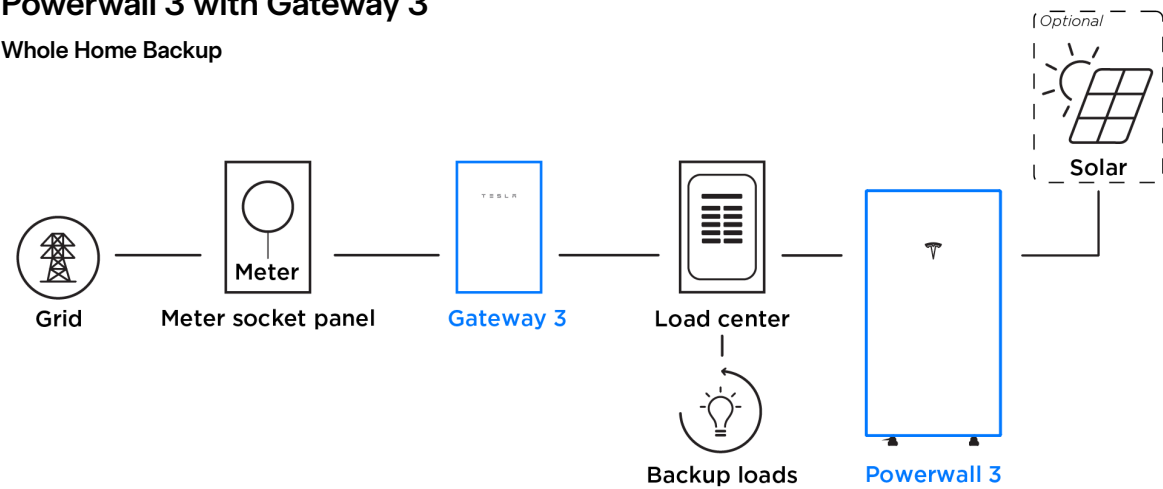 Powerwall 3 with Gateway 3
Whole Home Backup
Optional
Solar
TESLA
Meter
Grid
Meter socket panel
Gateway 3
Load center
Backup loads
Powerwall 3